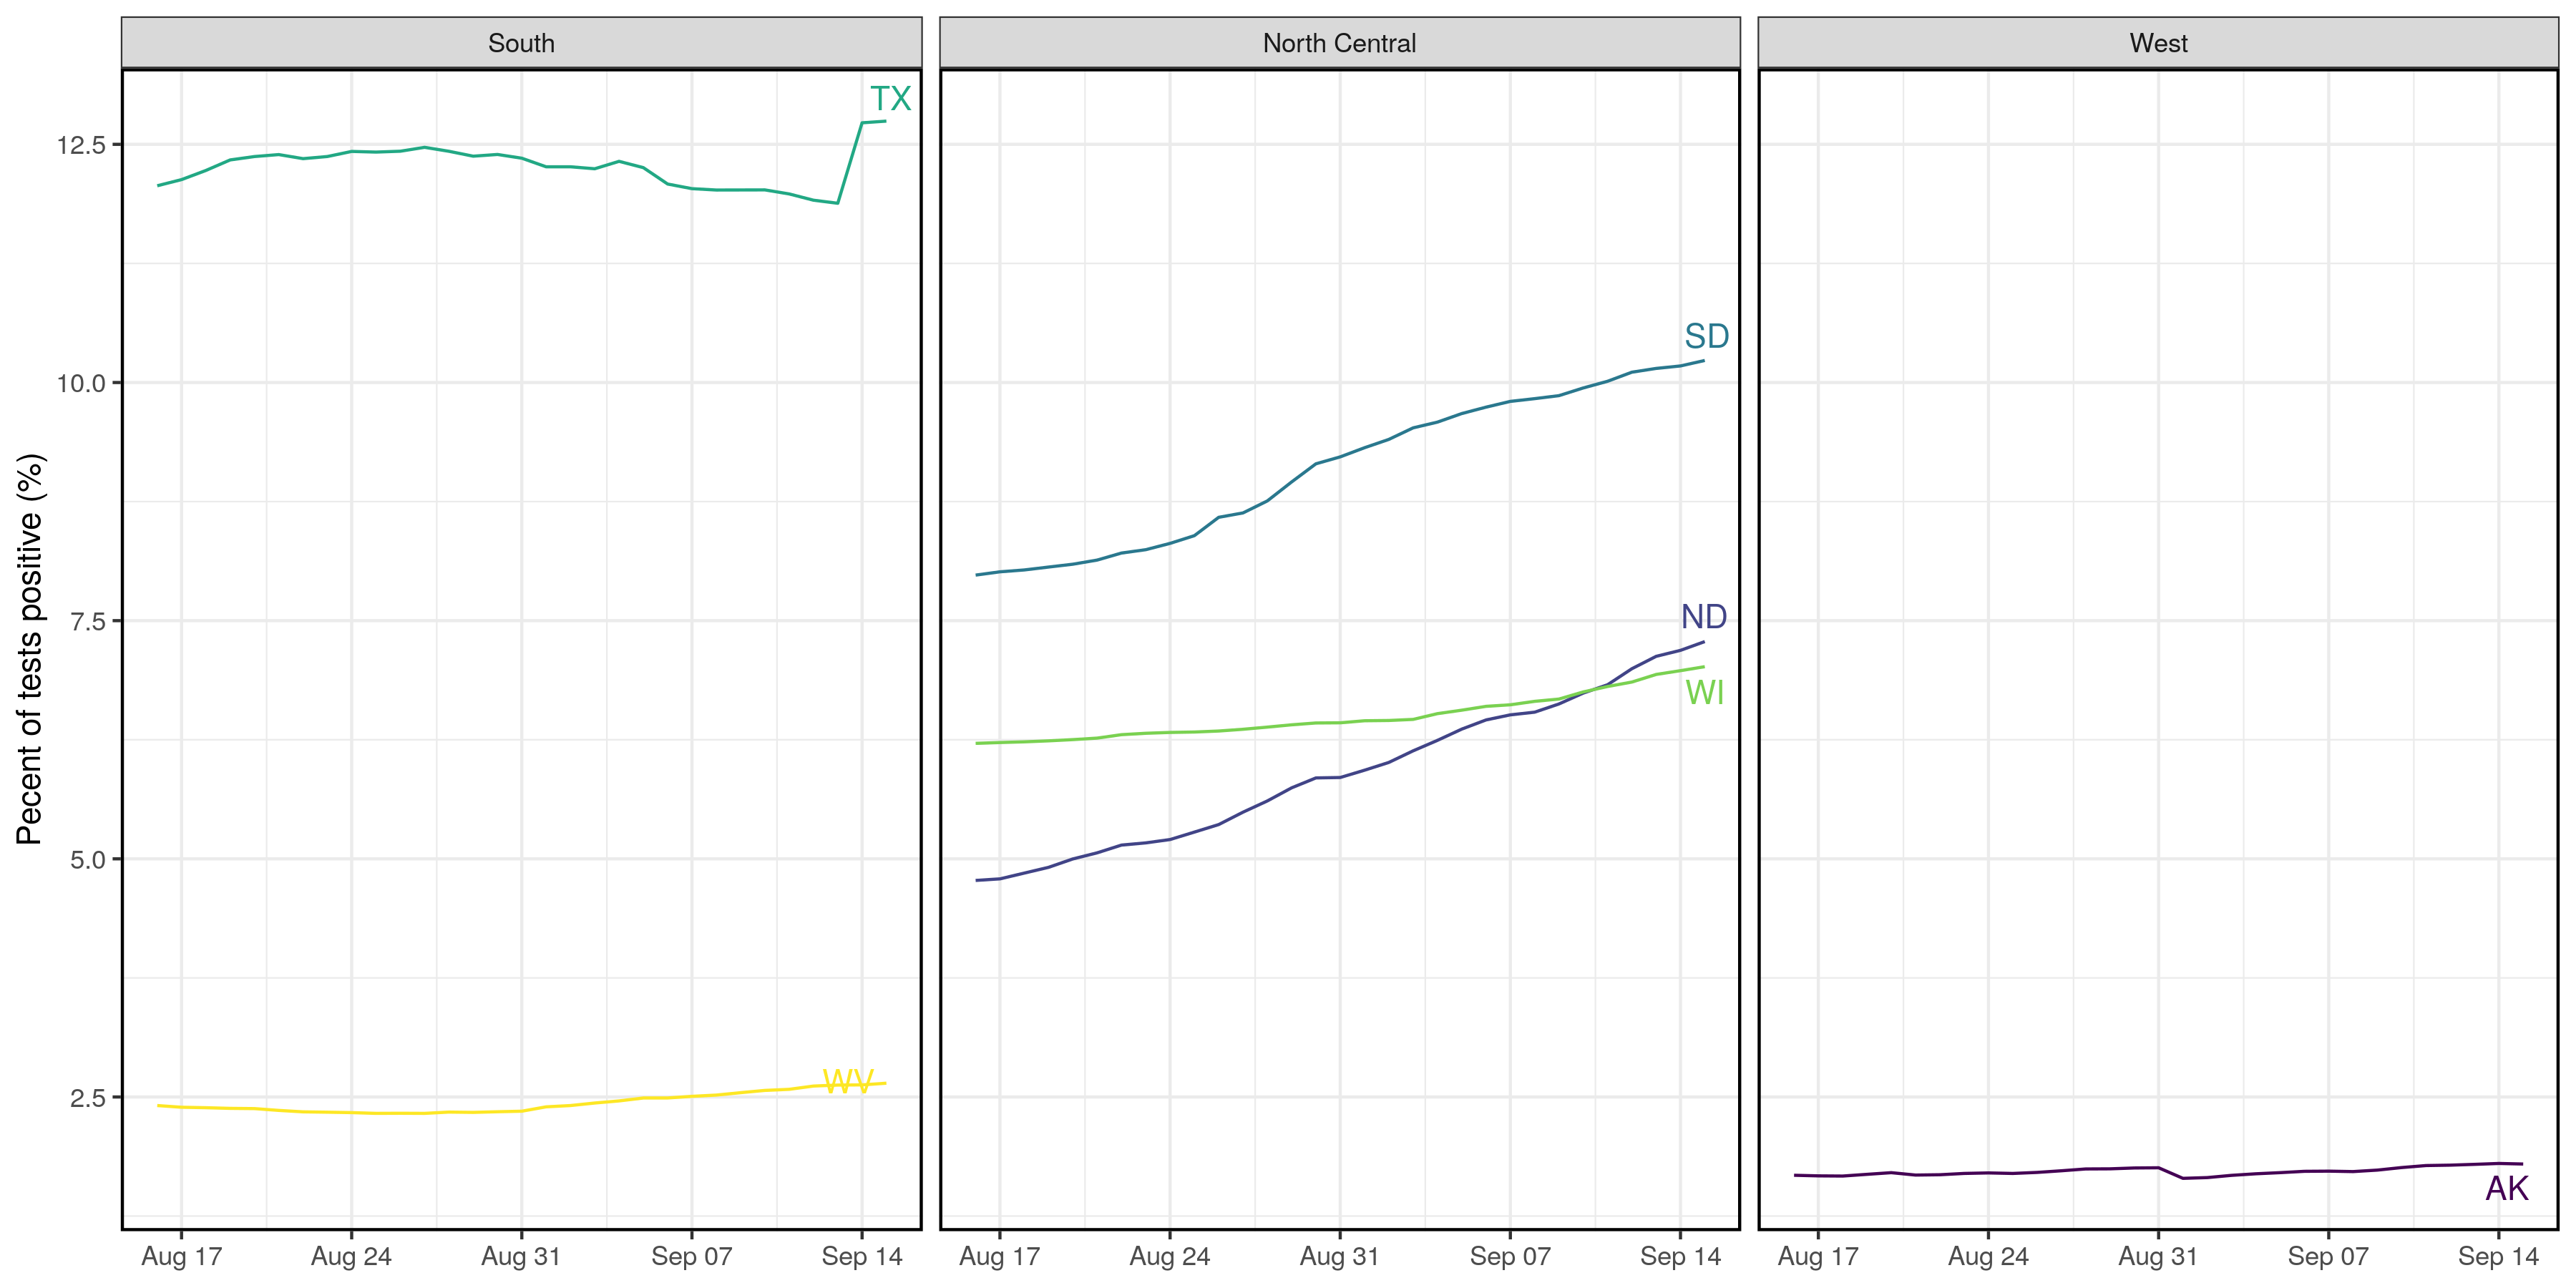 South
North Central
West
Pecent of tests positive (%)
12.5
10.0
7.5
5.0
2.5
TX
WV
SD
ND
WI
AK
Aug 17 Aug 24 Aug 31 Sep 07 Sep 14
Aug 17 Aug 24 Aug 31 Sep 07 Sep 14
Aug 17 Aug 24 Aug 31 Sep 07 Sep 14